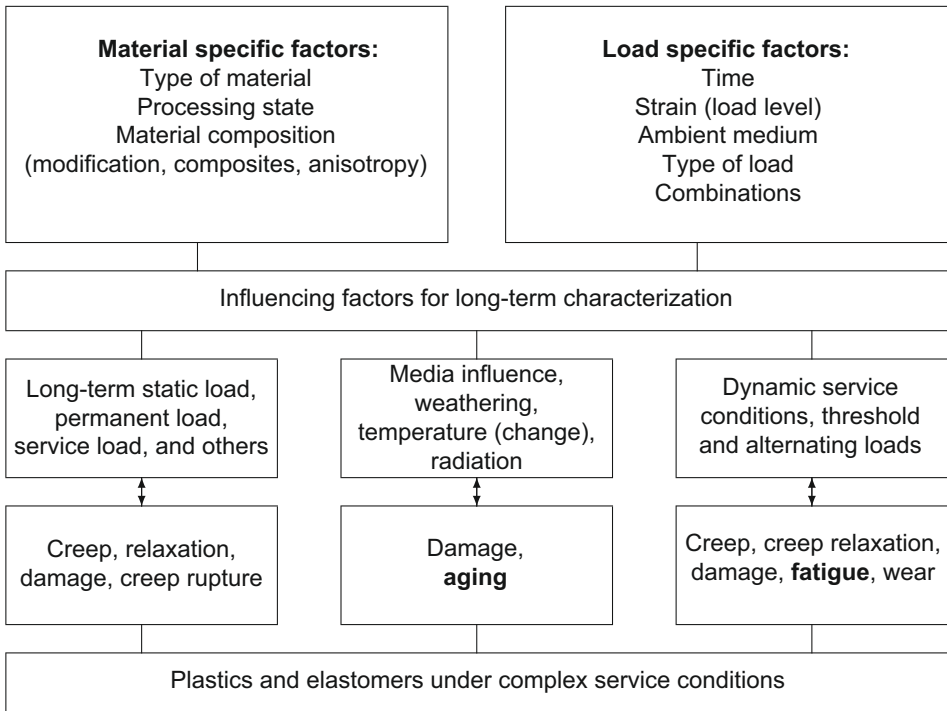 Material specific factors:
Type of material
Processing state
Material composition
(modification, composites, anisotropy)
Load specific factors:
Time
Strain (load level)
Ambient medium
Type of load
Combinations
Influencing factors for long-term characterization
Long-term static load,
permanent load,
service load, and others
Media influence,
weathering,
temperature (change),
radiation
Dynamic service
conditions, threshold
and alternating loads
Creep, relaxation,
damage, creep rupture
Damage,
aging
Creep, creep relaxation,
damage, fatigue, wear
Plastics and elastomers under complex service conditions